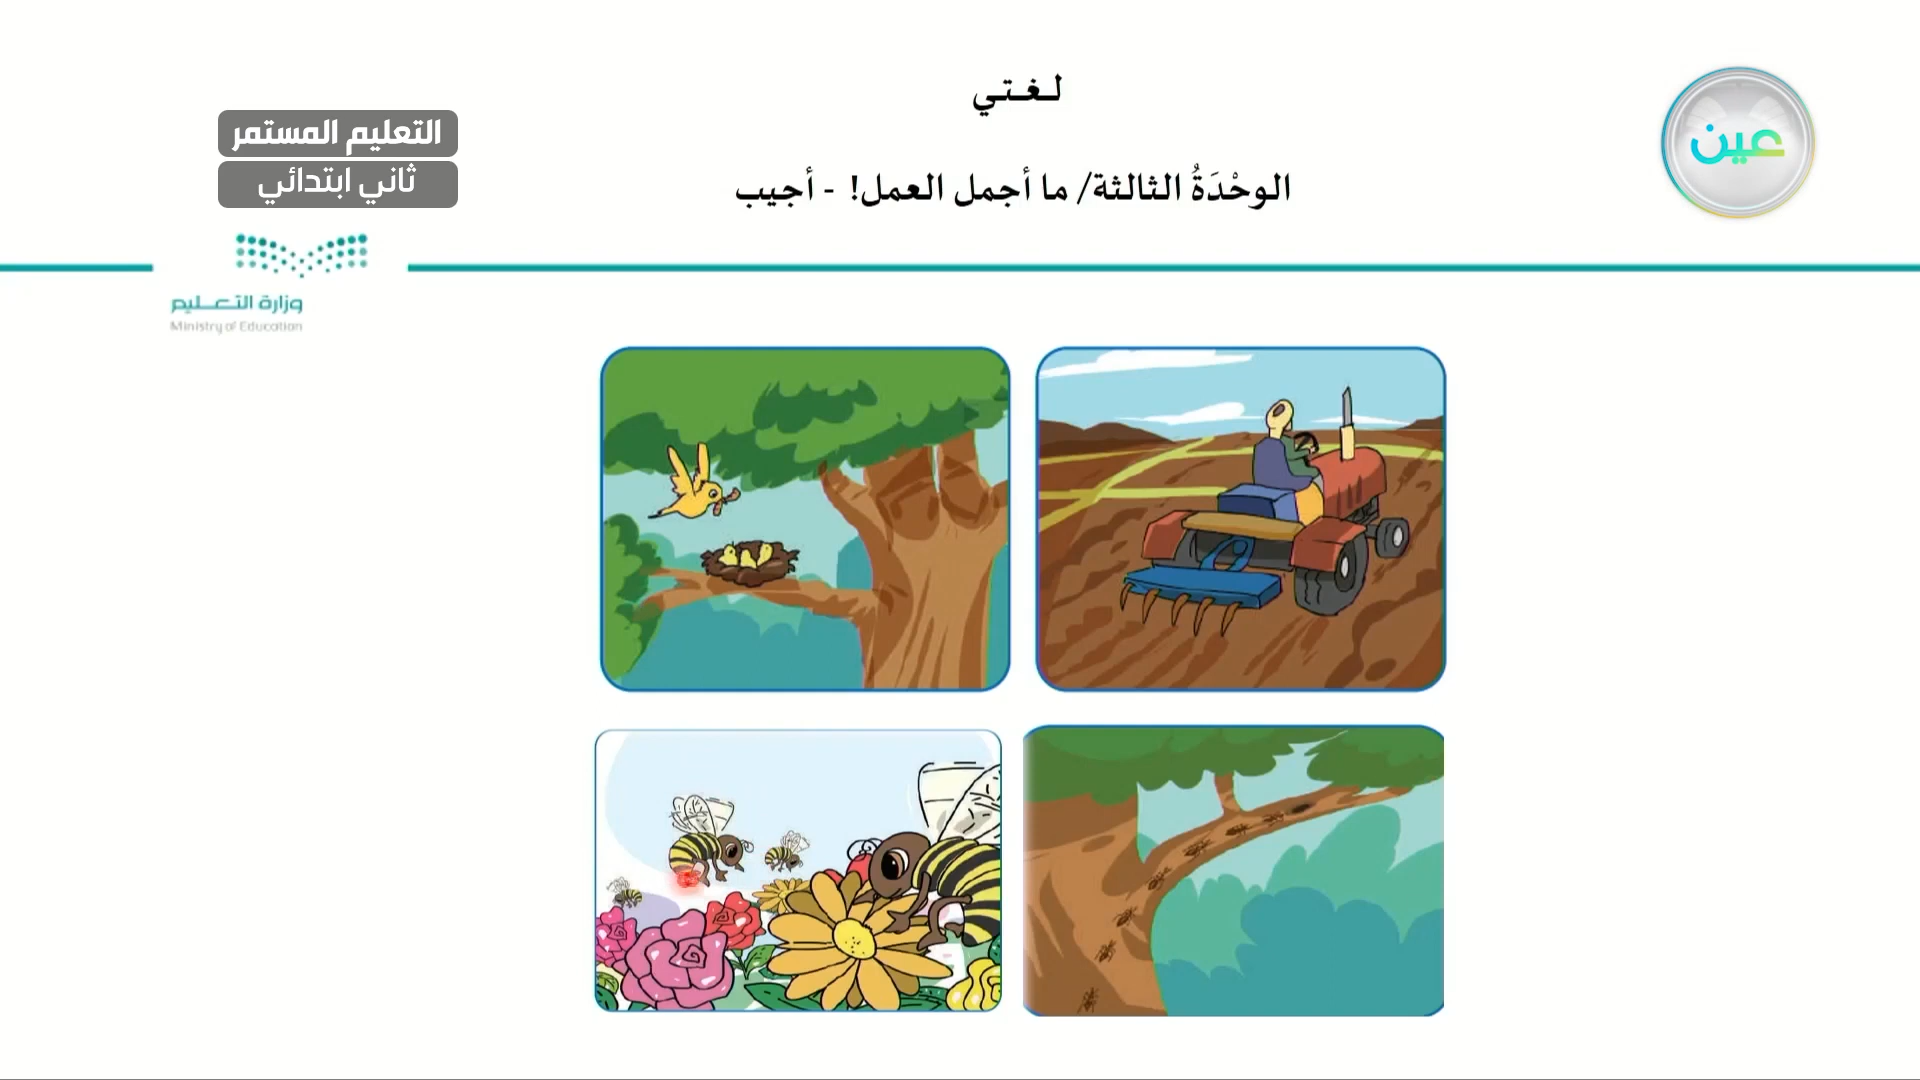 لغتي
الوحْدَةُ الثالثة/ ما أجمل العمل! - أجيب
عين
التعليم المستمر
ثاني ابتدائي
وزارة التعليم
Ministry of Education